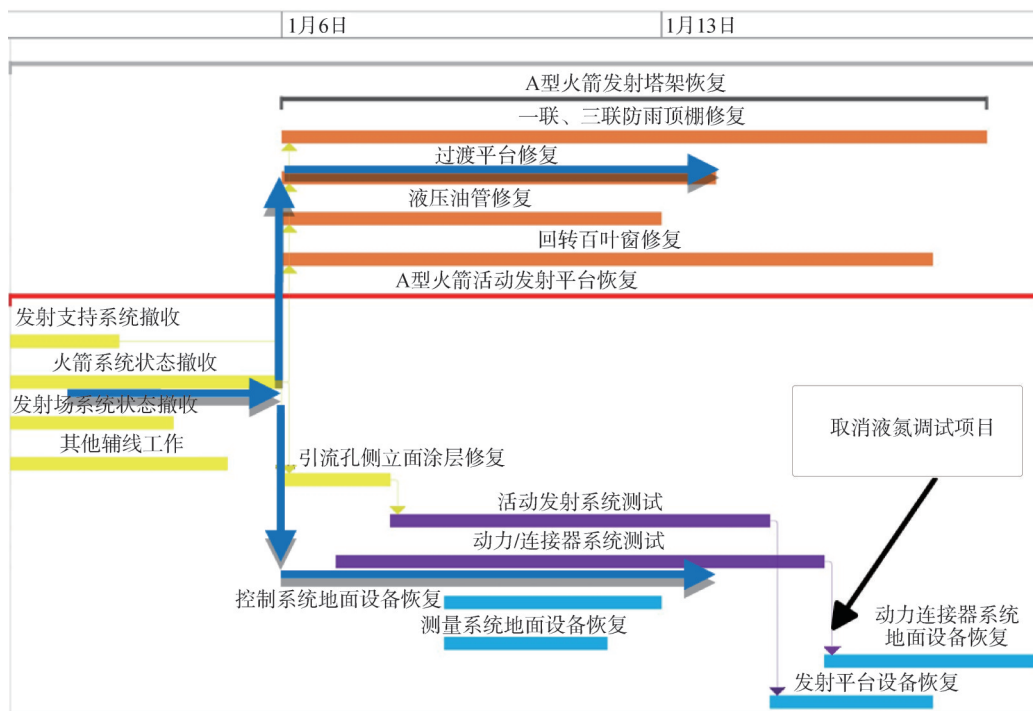 1月6日
1月13日
A型火箭发射塔架恢复
一联、三联防雨顶棚修复
过渡平台修复
液压油管修复
回转百叶窗修复
A型火箭活动发射平台恢复
发射支持系统撤收
火箭系统状态撤收
发射场系统状态撤收
其他辅线工作
取消液氮调试项目
引流孔侧立面涂层修复
活动发射系统测试
动力/连接器系统测试
控制系统地面设备恢复
测量系统地面设备恢复
动力连接器系统
地面设备恢复
发射平台设备恢复